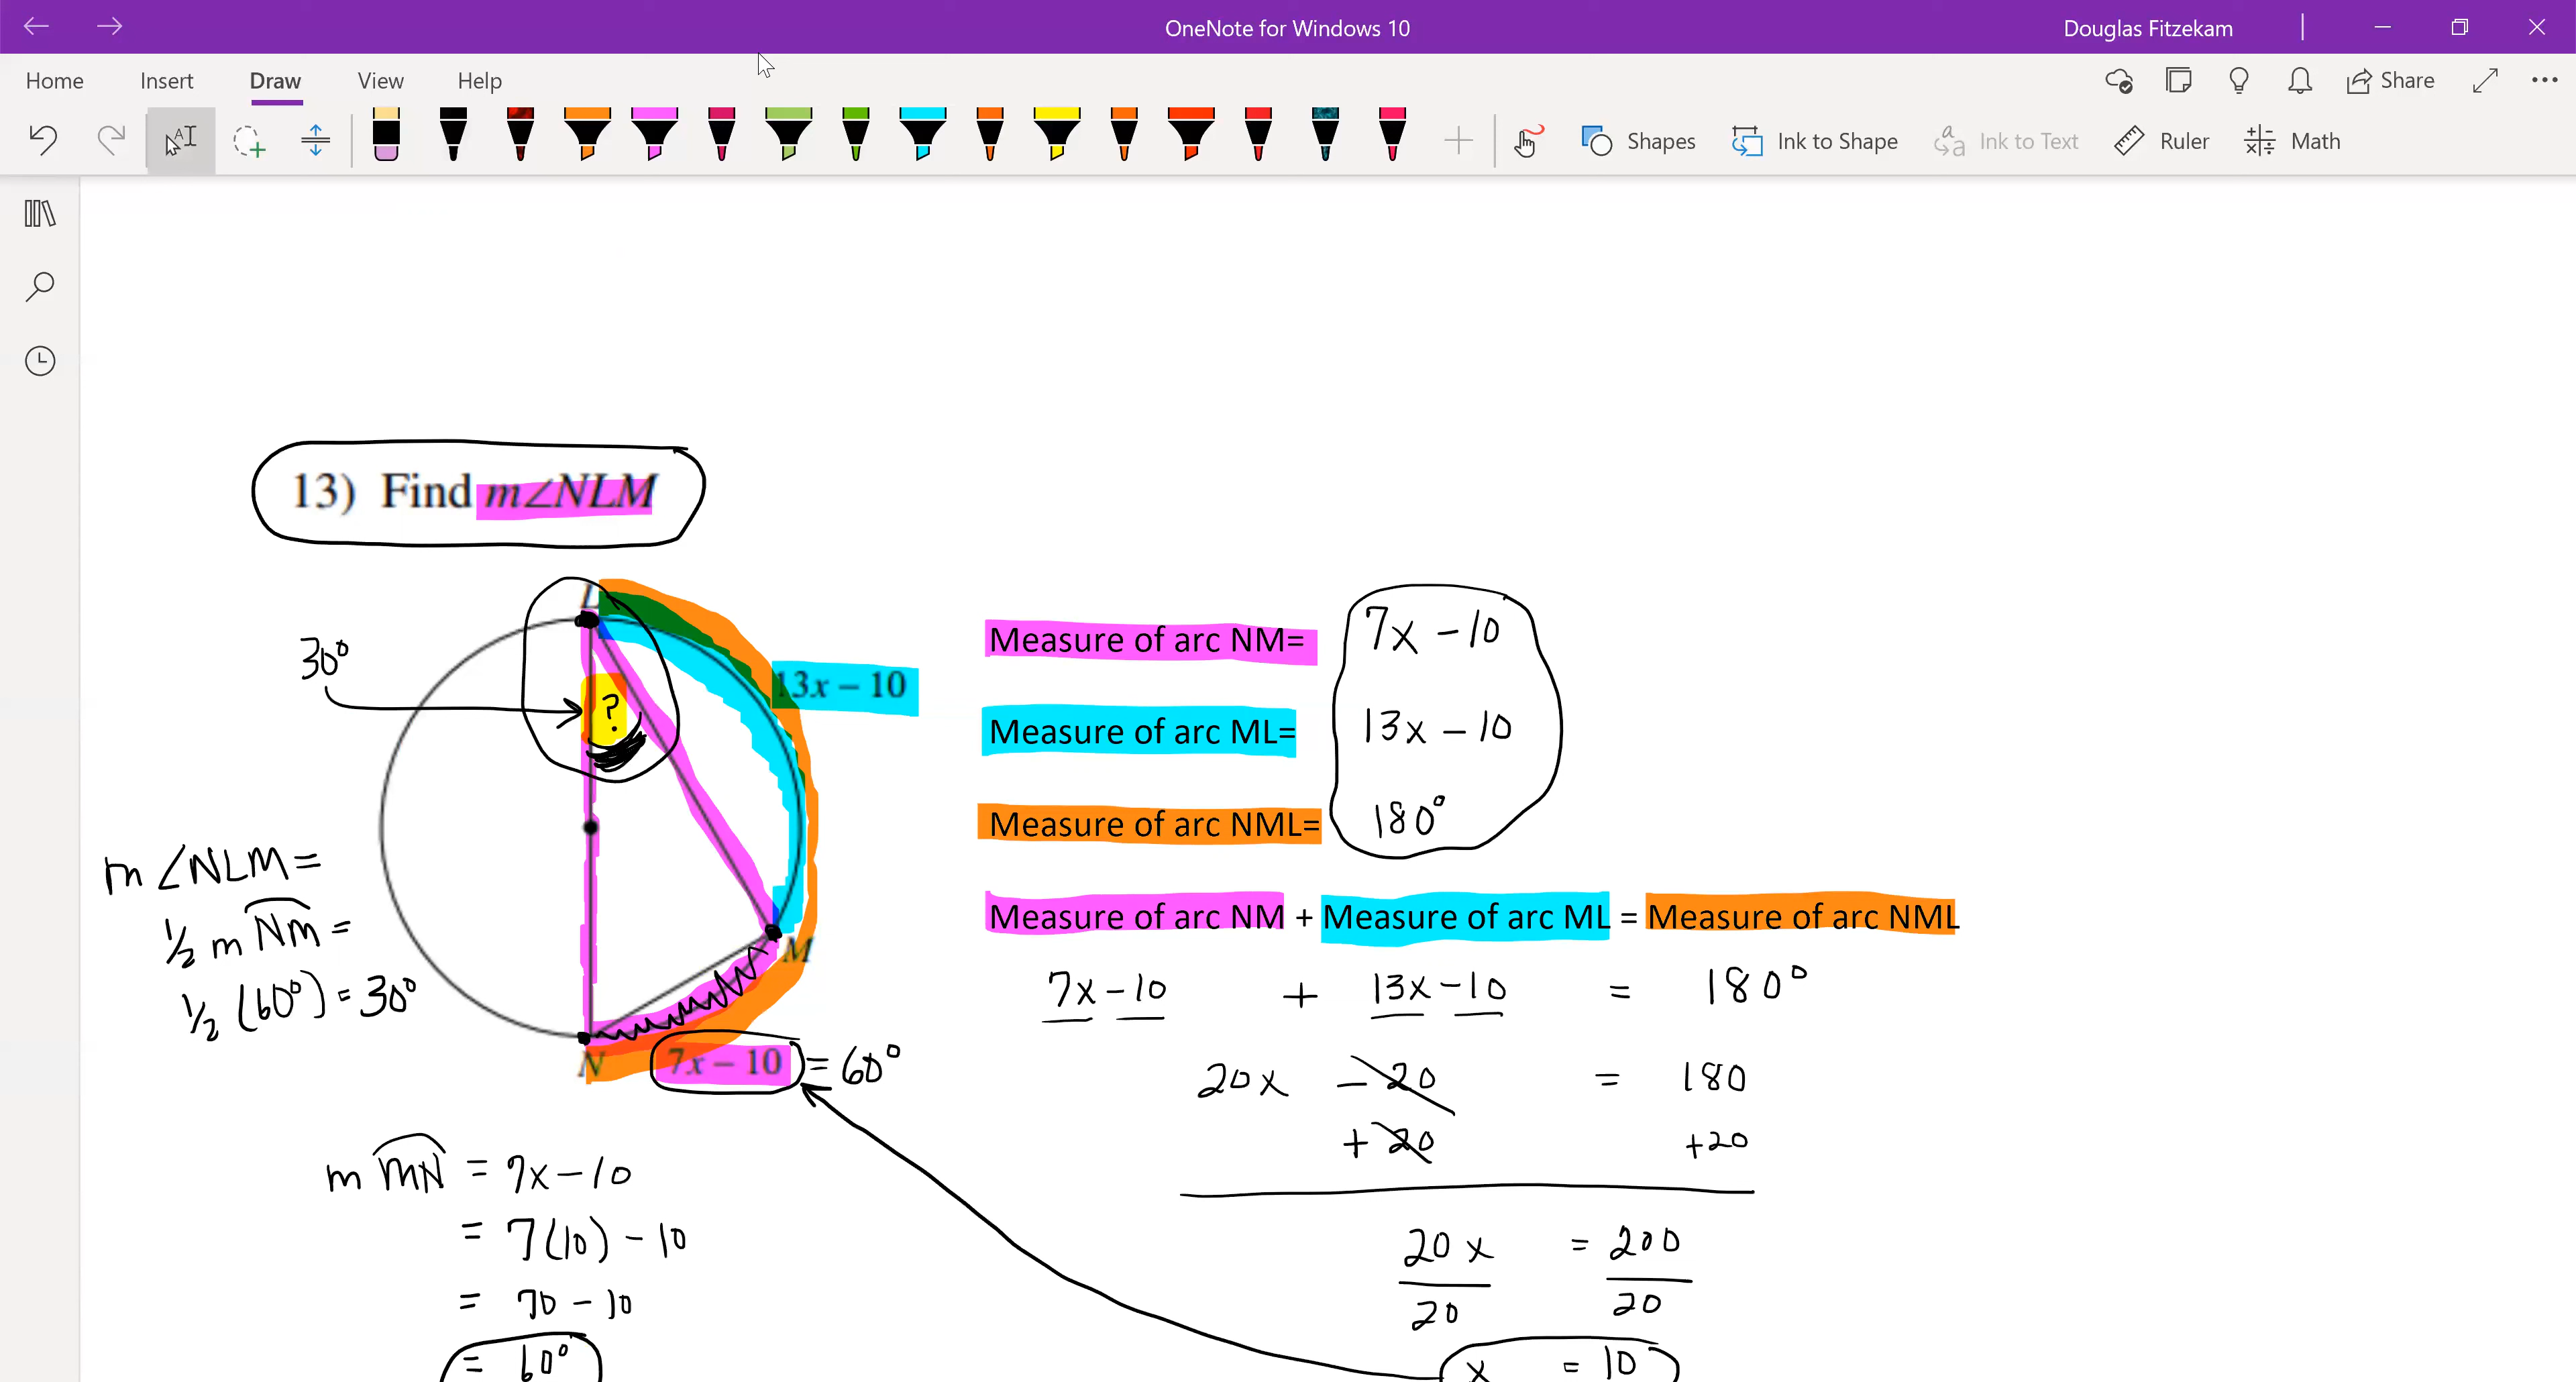 OneNote for Windows 10
Douglas Fitzekam
Home Insert Draw View Help
Share
Shapes Ink to Shape Ink to Text Ruler Math
13) Find m∠NLM
L
30°
?
13x − 10
M
N
7x − 10 = 60°
m∠NLM =
½ m NM =
½ (60°) = 30°
m MN = 7x − 10
= 7(10) − 10
= 70 − 10
= 60°
Measure of arc NM= 7x − 10
Measure of arc ML= 13x − 10
Measure of arc NML= 180°
Measure of arc NM + Measure of arc ML = Measure of arc NML
7x − 10 + 13x − 10 = 180°
20x − 20 = 180
+ 20 +20
20x = 200
20 20
x = 10